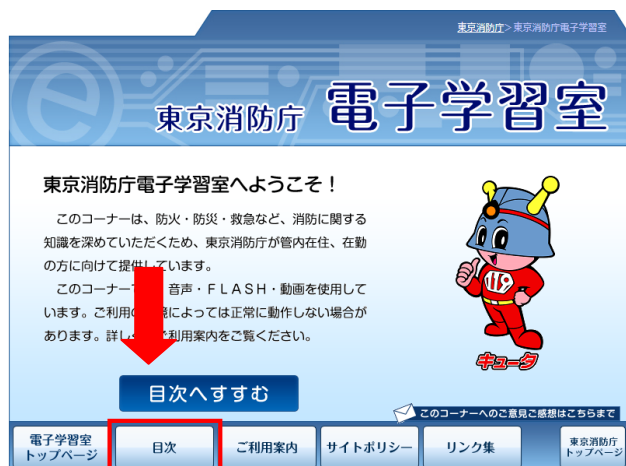 東京消防庁>東京消防庁電子学習室
東京消防庁 電子学習室
東京消防庁電子学習室へようこそ！
このコーナーは、防火・防災・救急など、消防に関する
知識を深めていただくため、東京消防庁が管内在住、在勤
の方に向けて提供しています。
このコーナー 音声・ＦＬＡＳＨ・動画を使用して
います。ご利用の 境によっては正常に動作しない場合が
あります。詳し ご利用案内をご覧ください。
119
キュータ
目次へすすむ
このコーナーへのご意見ご感想はこちらまで
電子学習室
トップページ
目次
ご利用案内
サイトポリシー
リンク集
東京消防庁
トップページ